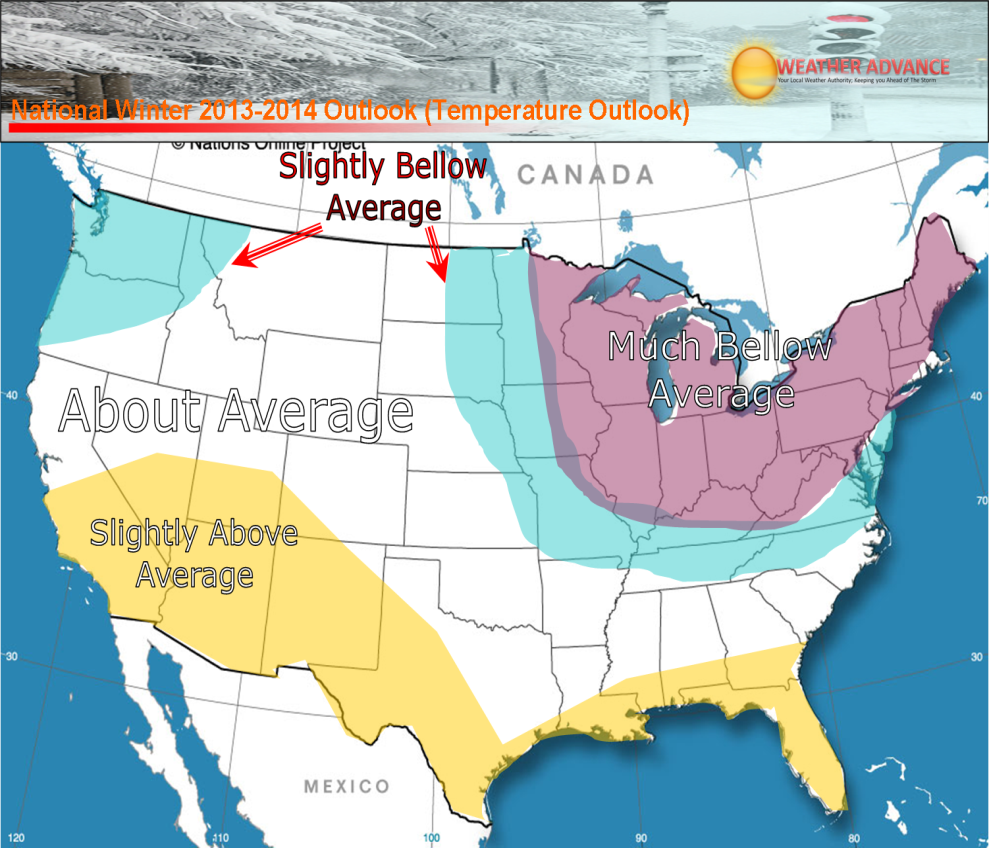 WEATHER ADVANCE
Your Local Weather Authority; Keeping you Ahead of The Storm
National Winter 2013-2014 Outlook (Temperature Outlook)
© Nations Online Project
Slightly Bellow
Average
CANADA
Much Bellow
Average
About Average
40
40
70
Slightly Above
Average
30
30
MEXICO
120
110
100
90
80